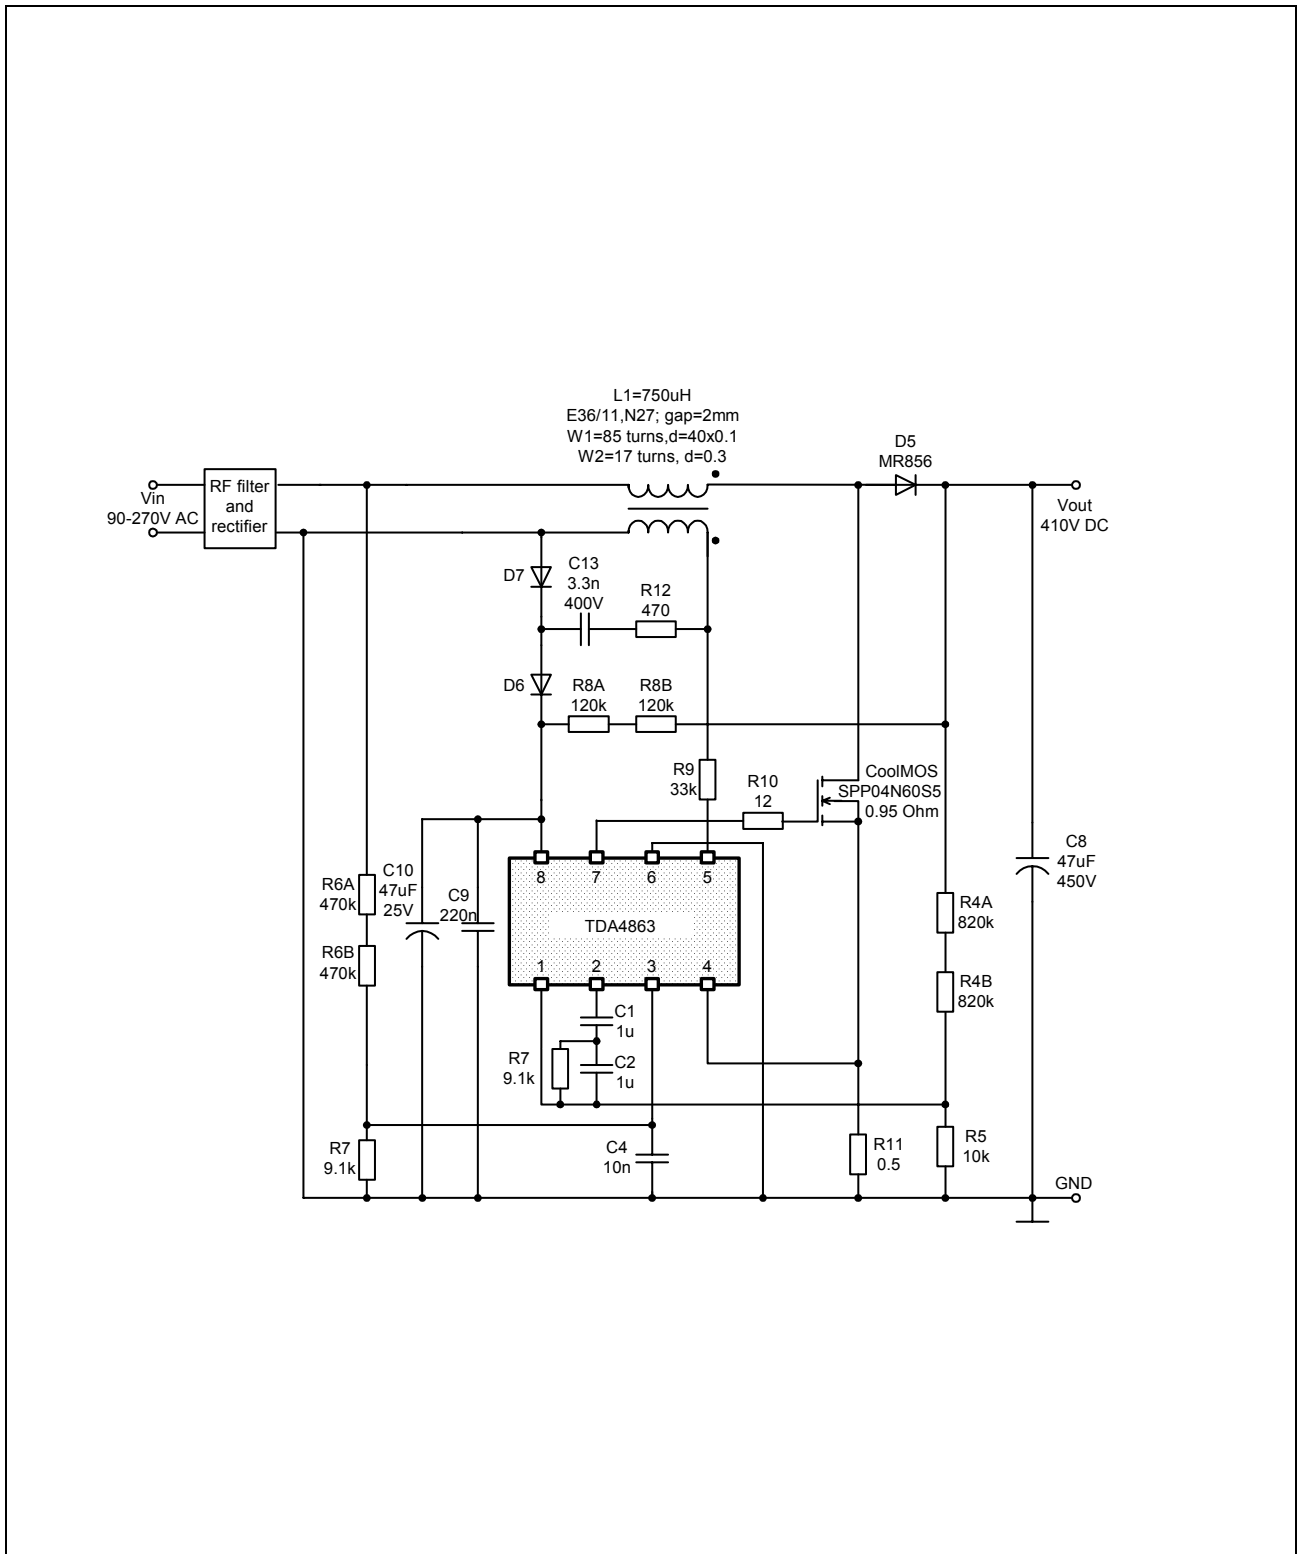 L1=750uH
E36/11,N27; gap=2mm
W1=85 turns,d=40x0.1
W2=17 turns, d=0.3
D5
MR856
RF filter
and
rectifier
Vin
90-270V AC
Vout
410V DC
D7
C13
3.3n
400V
R12
470
D6
R8A
120k
R8B
120k
R9
33k
R10
12
CoolMOS
SPP04N60S5
0.95 Ohm
C8
47uF
450V
R6A
470k
C10
47uF
25V
C9
220n
8
7
6
5
TDA4863
R4A
820k
R6B
470k
1
2
3
4
R4B
820k
C1
1u
R7
9.1k
C2
1u
R7
9.1k
C4
10n
R11
0.5
R5
10k
GND